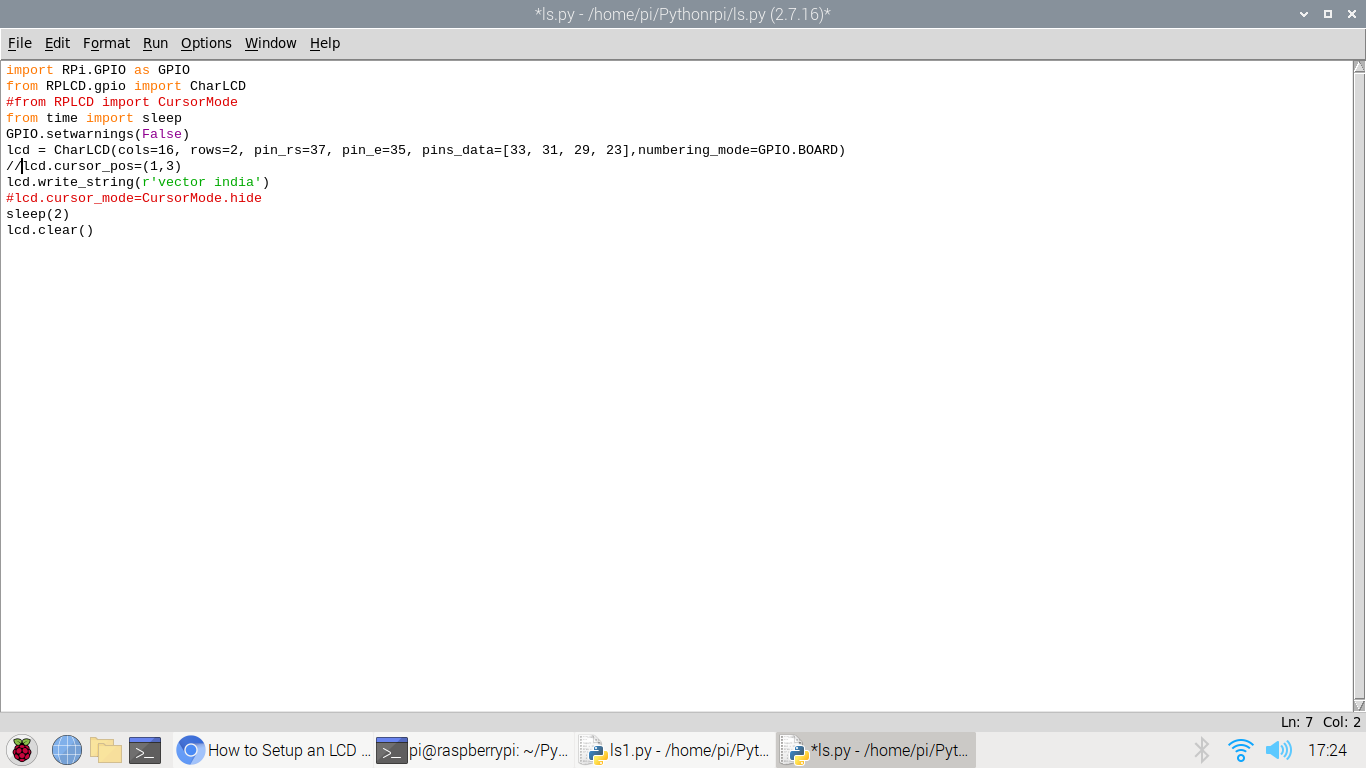 *ls.py - /home/pi/Pythonrpi/ls.py (2.7.16)*
File Edit Format Run Options Window Help
import RPi.GPIO as GPIO
from RPLCD.gpio import CharLCD
#from RPLCD import CursorMode
from time import sleep
GPIO.setwarnings(False)
lcd = CharLCD(cols=16, rows=2, pin_rs=37, pin_e=35, pins_data=[33, 31, 29, 23],numbering_mode=GPIO.BOARD)
//lcd.cursor_pos=(1,3)
lcd.write_string(r'vector india')
#lcd.cursor_mode=CursorMode.hide
sleep(2)
lcd.clear()
Ln: 7 Col: 2
How to Setup an LCD ... pi@raspberrypi: ~/Py... ls1.py - /home/pi/Pyt... *ls.py - /home/pi/Pyt... 17:24